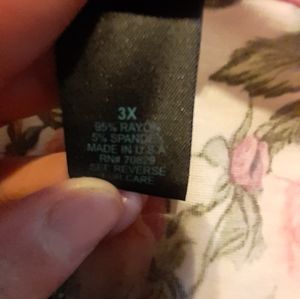 3X
95% RAYON
5% SPANDEX
MADE IN U.S.A
RN# 70829
SEE REVERSE
FOR CARE